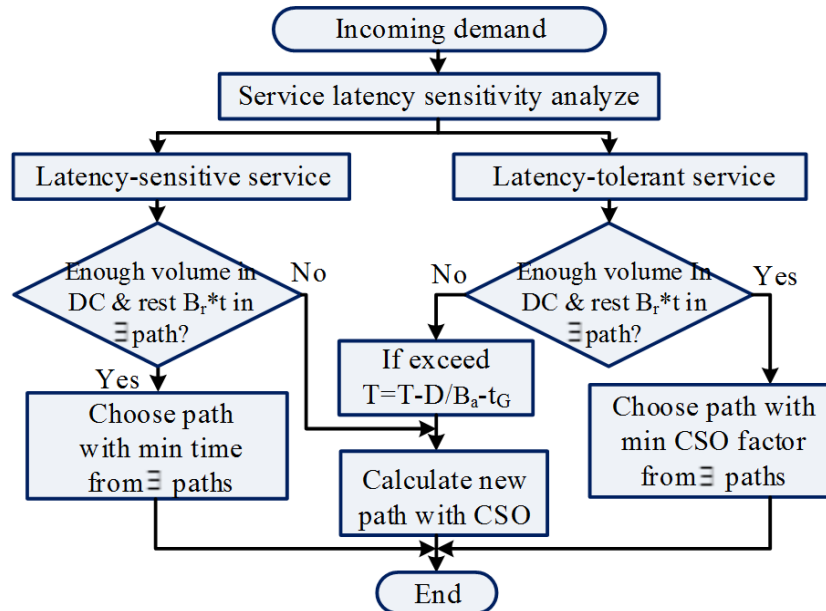 Incoming demand
Service latency sensitivity analyze
Latency-sensitive service
Latency-tolerant service
Enough volume in
DC & rest Bᵣ*t in
∃ path?
No
Yes
Enough volume In
DC & rest Bᵣ*t in
∃ path?
No
Yes
If exceed
T=T-D/Bₐ-t_G
Choose path
with min time
from ∃ paths
Choose path with
min CSO factor
from ∃ paths
Calculate new
path with CSO
End